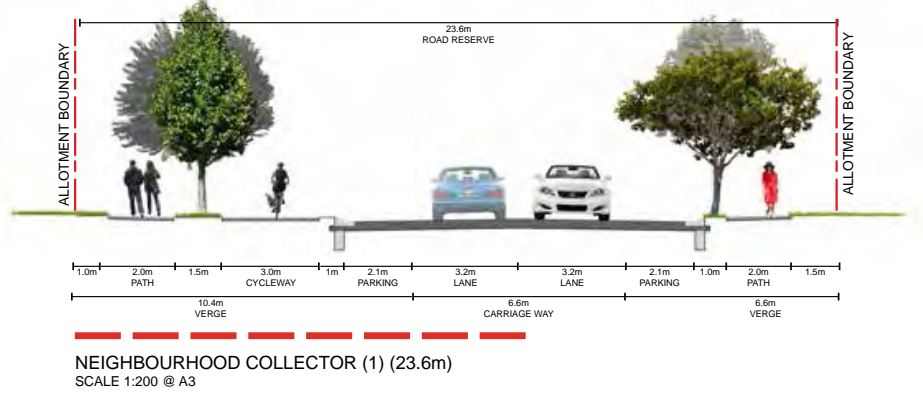 23.6m
ROAD RESERVE
ALLOTMENT BOUNDARY
ALLOTMENT BOUNDARY
1.0m 2.0m 1.5m 3.0m 1m 2.1m 3.2m 3.2m 2.1m 1.0m 2.0m 1.5m
PATH CYCLEWAY PARKING LANE LANE PARKING PATH
10.4m 6.6m 6.6m
VERGE CARRIAGE WAY VERGE
NEIGHBOURHOOD COLLECTOR (1) (23.6m)
SCALE 1:200 @ A3